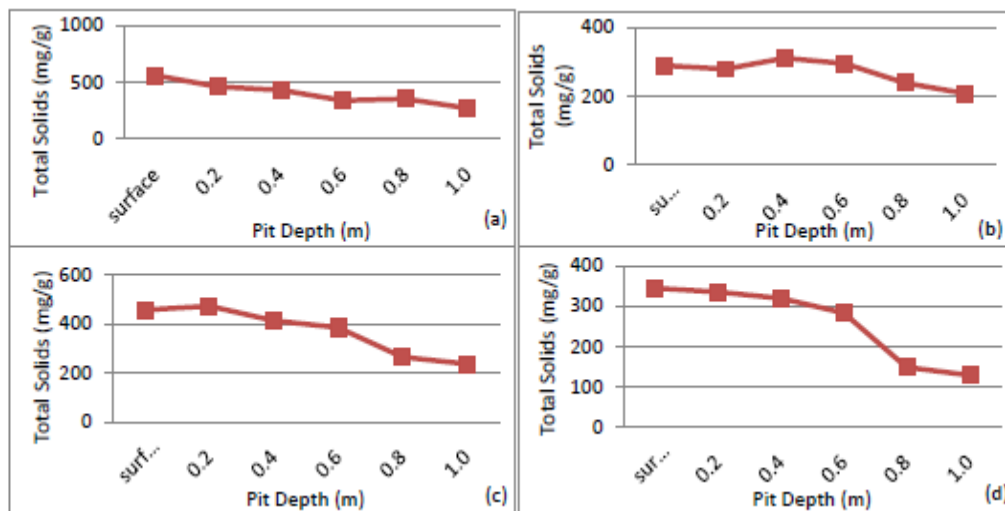 Total Solids (mg/g)
1000
500
0
surface
0.2
0.4
0.6
0.8
1.0
Pit Depth (m)
(a)
Total Solids
(mg/g)
400
200
0
su...
0.2
0.4
0.6
0.8
1.0
Pit Depth (m)
(b)
Total Solids (mg/g)
600
400
200
0
surf...
0.2
0.4
0.6
0.8
1.0
Pit Depth (m)
(c)
Total Solids (mg/g)
400
300
200
100
0
sur...
0.2
0.4
0.6
0.8
1.0
Pit Depth (m)
(d)